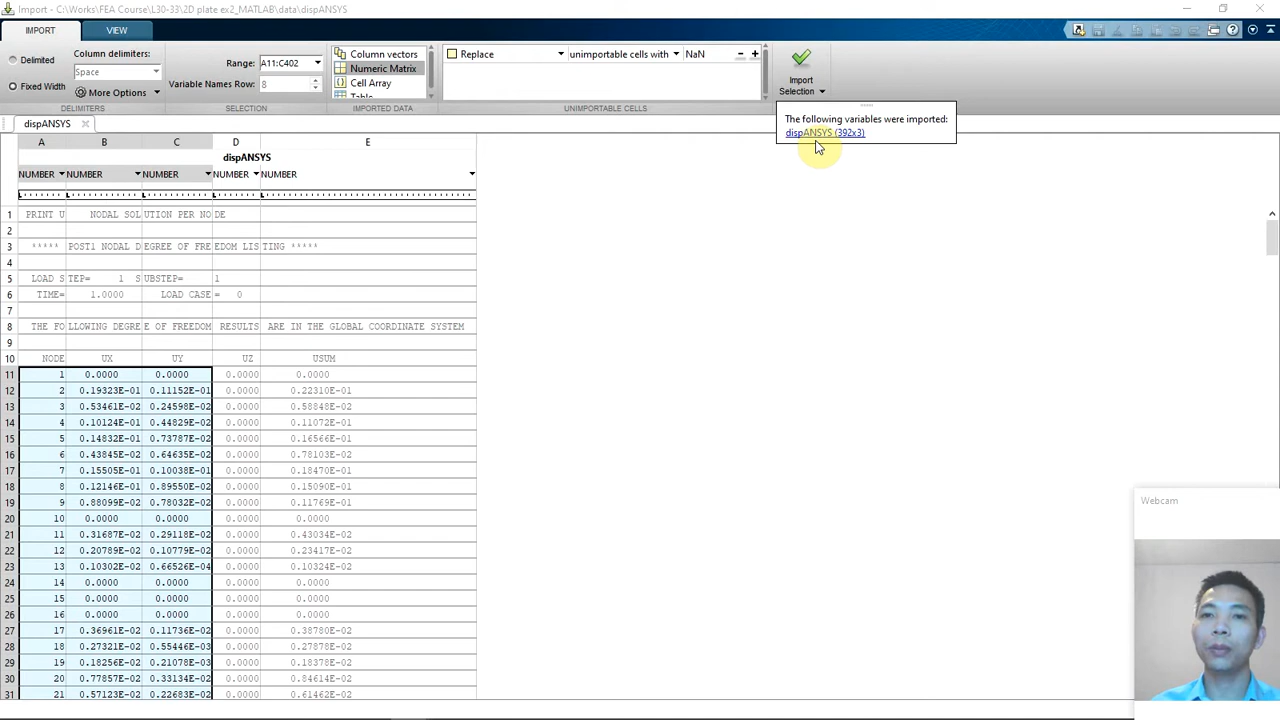 Import - C:\Works\FEA Course\L30-33\2D plate ex2_MATLAB\data\dispANSYS
IMPORT VIEW
Delimited Column delimiters: Space
Fixed Width More Options
DELIMITERS
Range: A11:C402
Variable Names Row: 8
SELECTION
Column vectors
Numeric Matrix
Cell Array
IMPORTED DATA
Replace unimportable cells with NaN
UNIMPORTABLE CELLS
Import
Selection
The following variables were imported:
dispANSYS (392x3)
dispANSYS
A B C D E
dispANSYS
NUMBER NUMBER NUMBER NUMBER NUMBER
1 PRINT U NODAL SOL UTION PER NO DE
2
3 ***** POST1 NODAL D EGREE OF FRE EDOM LIS TING *****
4
5 LOAD S TEP= 1 S UBSTEP= 1
6 TIME= 1.0000 LOAD CASE = 0
7
8 THE FO LLOWING DEGRE E OF FREEDOM RESULTS ARE IN THE GLOBAL COORDINATE SYSTEM
9
10 NODE UX UY UZ USUM
11 1 0.0000 0.0000 0.0000 0.0000
12 2 0.19323E-01 0.11152E-01 0.0000 0.22310E-01
13 3 0.53461E-02 0.24598E-02 0.0000 0.58848E-02
14 4 0.10124E-01 0.44829E-02 0.0000 0.11072E-01
15 5 0.14832E-01 0.73787E-02 0.0000 0.16566E-01
16 6 0.43845E-02 0.64635E-02 0.0000 0.78103E-02
17 7 0.15505E-01 0.10038E-01 0.0000 0.18470E-01
18 8 0.12146E-01 0.89550E-02 0.0000 0.15090E-01
19 9 0.88099E-02 0.78032E-02 0.0000 0.11769E-01
20 10 0.0000 0.0000 0.0000 0.0000
21 11 0.31687E-02 0.29118E-02 0.0000 0.43034E-02
22 12 0.20789E-01 0.10779E-01 0.0000 0.23417E-01
23 13 0.10302E-02 0.66526E-04 0.0000 0.10324E-02
24 14 0.0000 0.0000 0.0000 0.0000
25 15 0.0000 0.0000 0.0000 0.0000
26 16 0.0000 0.0000 0.0000 0.0000
27 17 0.36961E-02 0.11736E-02 0.0000 0.38780E-02
28 18 0.27321E-02 0.55446E-03 0.0000 0.27878E-02
29 19 0.18256E-02 0.21078E-03 0.0000 0.18378E-02
30 20 0.77857E-02 0.33134E-02 0.0000 0.84614E-02
31 21 0.57123E-02 0.22683E-02 0.0000 0.61462E-02
Webcam